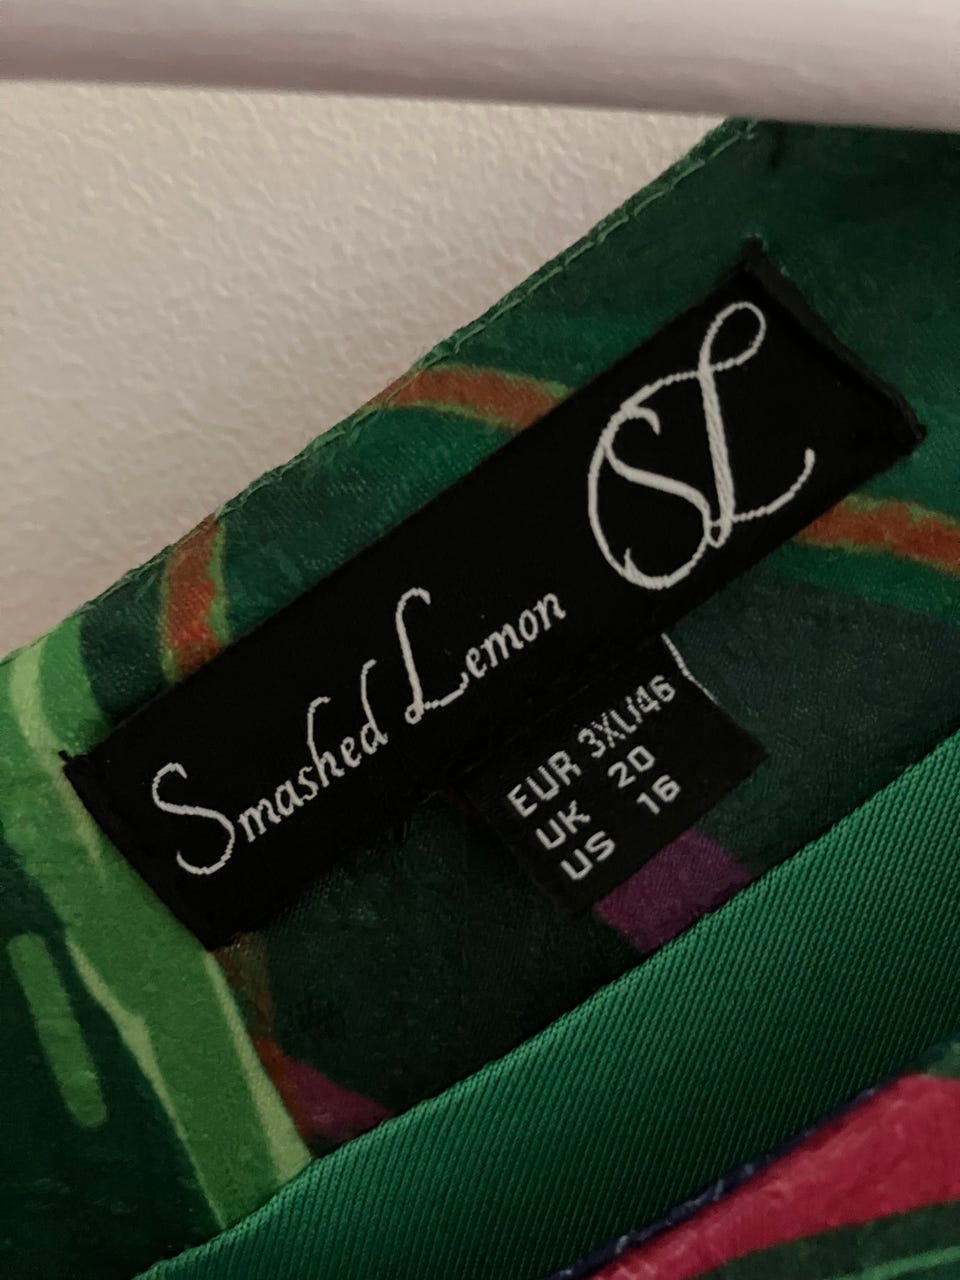 SL
Smashed Lemon
EUR 3XL/46
UK 20
US 16